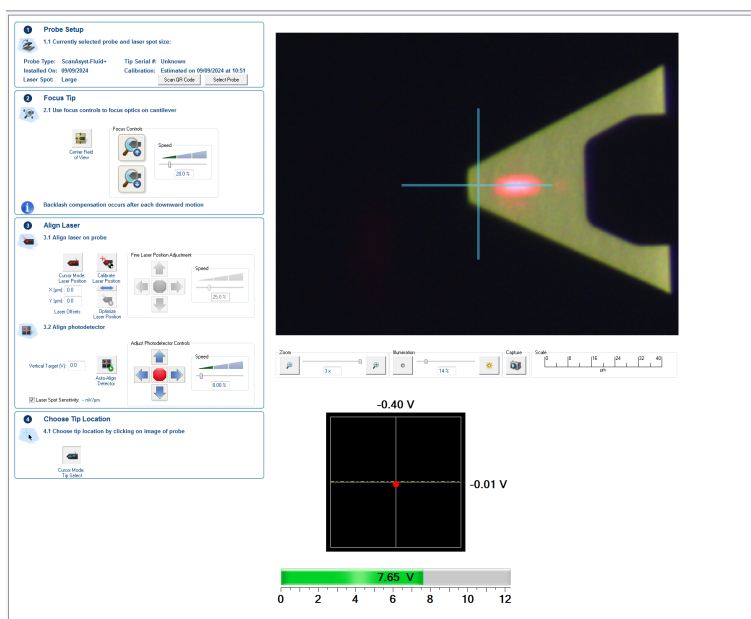 1 Probe Setup
1.1 Currently selected probe and laser spot size:
Probe Type: ScanAsyst-Fluid+ Tip Serial #: Unknown
Installed On: 09/09/2024 Calibration: Estimated on 09/09/2024 at 10:51
Laser Spot: Large Scan QR Code Select Probe
2 Focus Tip
2.1 Use focus controls to focus optics on cantilever
Focus Controls
Center Field
of View
Speed
28.0 %
Backlash compensation occurs after each downward motion
3 Align Laser
3.1 Align laser on probe
Fine Laser Position Adjustment
Cursor Mode
Laser Position
Calibrate
Laser Position
X (µm) 0.0
Y (µm) 0.0
Laser Offsets
Optimize
Laser Position
Speed
25.0 %
3.2 Align photodetector
Adjust Photodetector Controls
Vertical Target (V): 0.0
Auto-Align
Detector
Speed
8.00 %
Laser Spot Sensitivity: - mV/µm
4 Choose Tip Location
4.1 Choose tip location by clicking on image of probe
Cursor Mode
Tip Select
Zoom
3 x
Illumination
14 %
Capture
Scale
0 8 16 24 32 40
µm
-0.40 V
-0.01 V
7.65 V
0 2 4 6 8 10 12